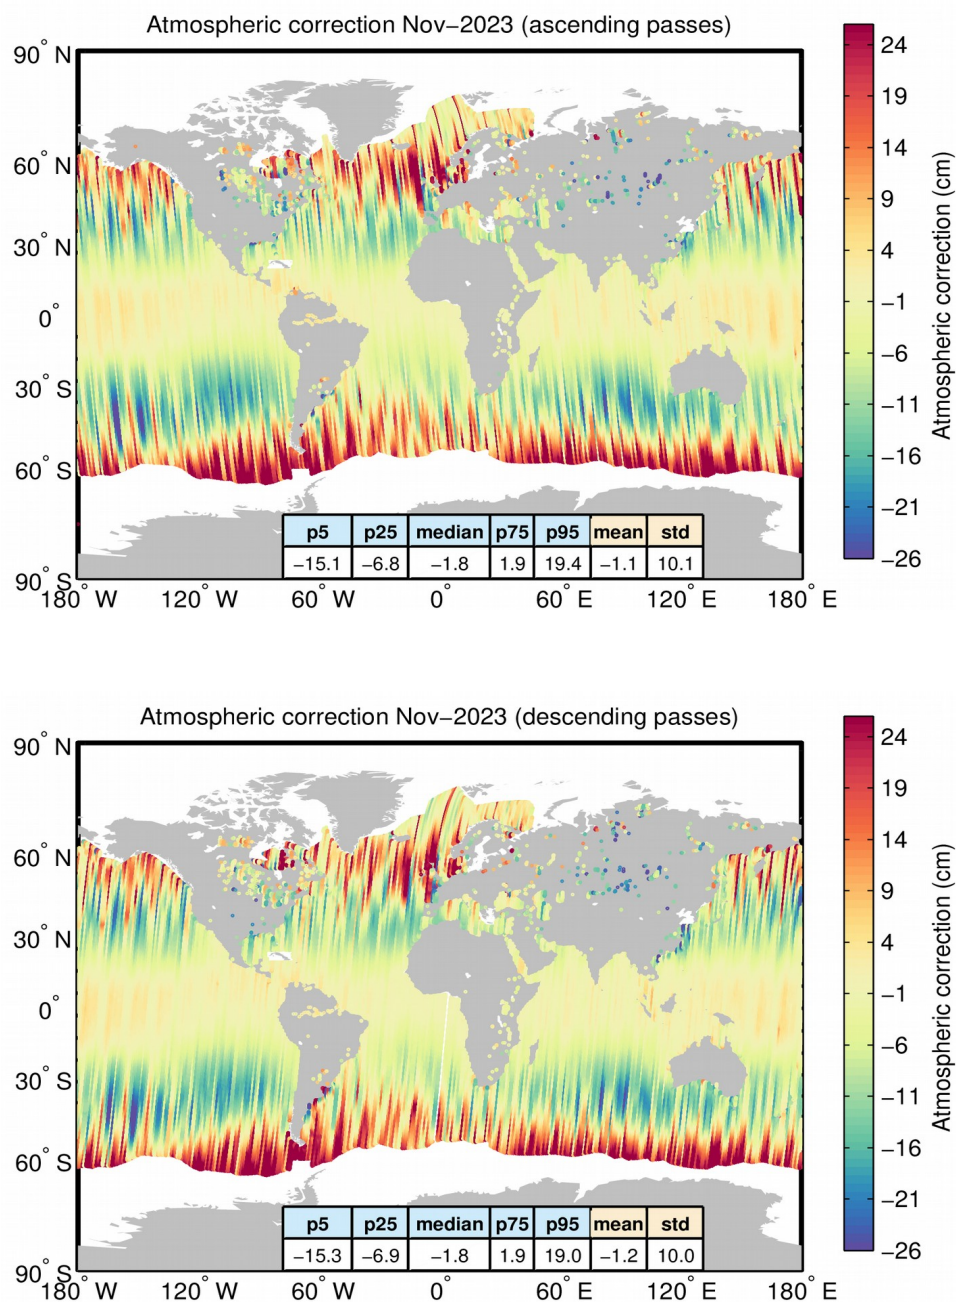 Atmospheric correction Nov−2023 (ascending passes)
90° N
60° N
30° N
0°
30° S
60° S
90° S
180° W 120° W 60° W 0° 60° E 120° E 180° E
p5 p25 median p75 p95 mean std
−15.1 −6.8 −1.8 1.9 19.4 −1.1 10.1
24
19
14
9
4
−1
−6
−11
−16
−21
−26
Atmospheric correction (cm)
Atmospheric correction Nov−2023 (descending passes)
90° N
60° N
30° N
0°
30° S
60° S
90° S
180° W 120° W 60° W 0° 60° E 120° E 180° E
p5 p25 median p75 p95 mean std
−15.3 −6.9 −1.8 1.9 19.0 −1.2 10.0
24
19
14
9
4
−1
−6
−11
−16
−21
−26
Atmospheric correction (cm)